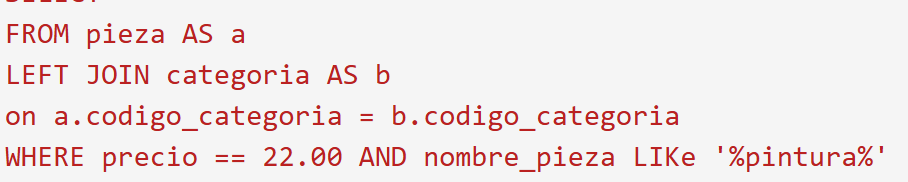 FROM pieza AS a
LEFT JOIN categoria AS b
on a.codigo_categoria = b.codigo_categoria
WHERE precio == 22.00 AND nombre_pieza LIKe '%pintura%'